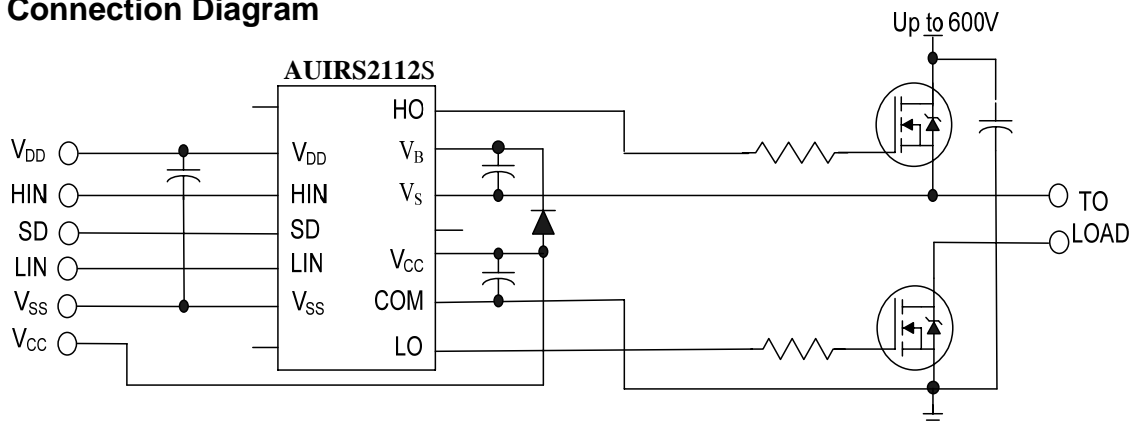 Connection Diagram
Up to 600V
AUIRS2112S
HO
VDD
VDD
VB
HIN
HIN
VS
TO
SD
SD
LOAD
LIN
LIN
VCC
VSS
VSS
COM
VCC
LO